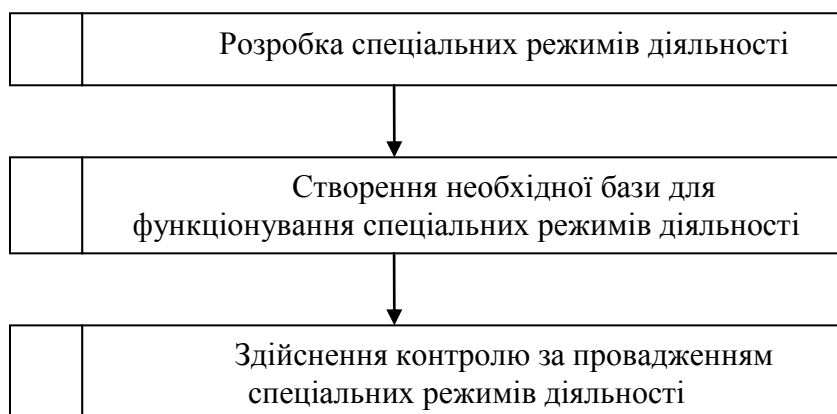 Розробка спеціальних режимів діяльності
Створення необхідної бази для
функціонування спеціальних режимів діяльності
Здійснення контролю за провадженням
спеціальних режимів діяльності